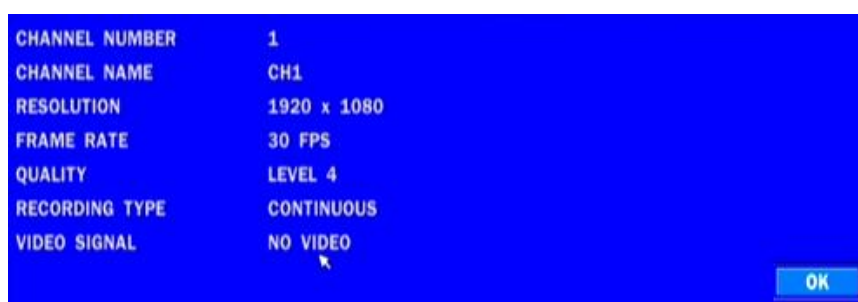 CHANNEL NUMBER 1
CHANNEL NAME CH1
RESOLUTION 1920 x 1080
FRAME RATE 30 FPS
QUALITY LEVEL 4
RECORDING TYPE CONTINUOUS
VIDEO SIGNAL NO VIDEO
OK